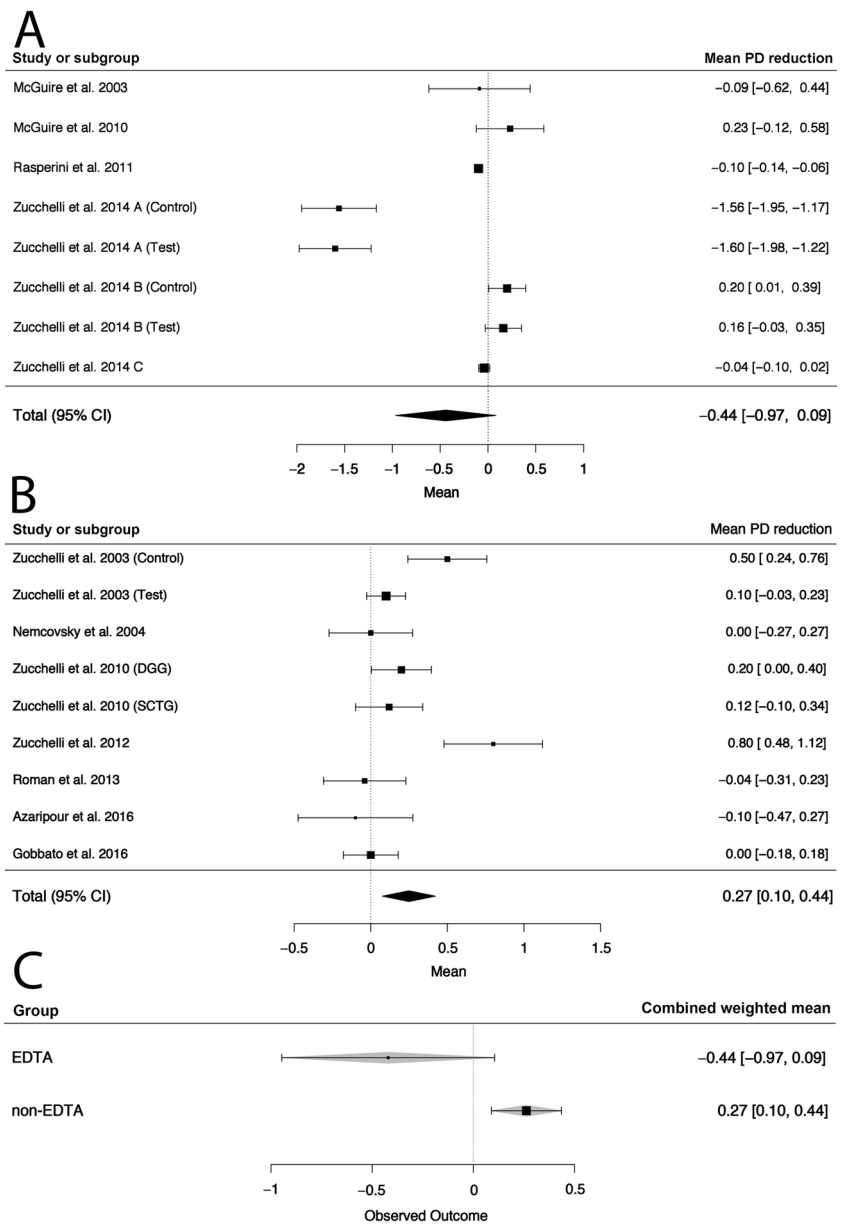 A
Study or subgroup Mean PD reduction
McGuire et al. 2003 −0.09 [−0.62, 0.44]
McGuire et al. 2010 0.23 [−0.12, 0.58]
Rasperini et al. 2011 −0.10 [−0.14, −0.06]
Zucchelli et al. 2014 A (Control) −1.56 [−1.95, −1.17]
Zucchelli et al. 2014 A (Test) −1.60 [−1.98, −1.22]
Zucchelli et al. 2014 B (Control) 0.20 [ 0.01, 0.39]
Zucchelli et al. 2014 B (Test) 0.16 [−0.03, 0.35]
Zucchelli et al. 2014 C −0.04 [−0.10, 0.02]
Total (95% CI) −0.44 [−0.97, 0.09]
−2 −1.5 −1 −0.5 0 0.5 1
Mean
B
Study or subgroup Mean PD reduction
Zucchelli et al. 2003 (Control) 0.50 [ 0.24, 0.76]
Zucchelli et al. 2003 (Test) 0.10 [−0.03, 0.23]
Nemcovsky et al. 2004 0.00 [−0.27, 0.27]
Zucchelli et al. 2010 (DGG) 0.20 [ 0.00, 0.40]
Zucchelli et al. 2010 (SCTG) 0.12 [−0.10, 0.34]
Zucchelli et al. 2012 0.80 [ 0.48, 1.12]
Roman et al. 2013 −0.04 [−0.31, 0.23]
Azaripour et al. 2016 −0.10 [−0.47, 0.27]
Gobbato et al. 2016 0.00 [−0.18, 0.18]
Total (95% CI) 0.27 [0.10, 0.44]
−0.5 0 0.5 1 1.5
Mean
C
Group Combined weighted mean
EDTA −0.44 [−0.97, 0.09]
non-EDTA 0.27 [0.10, 0.44]
−1 −0.5 0 0.5
Observed Outcome